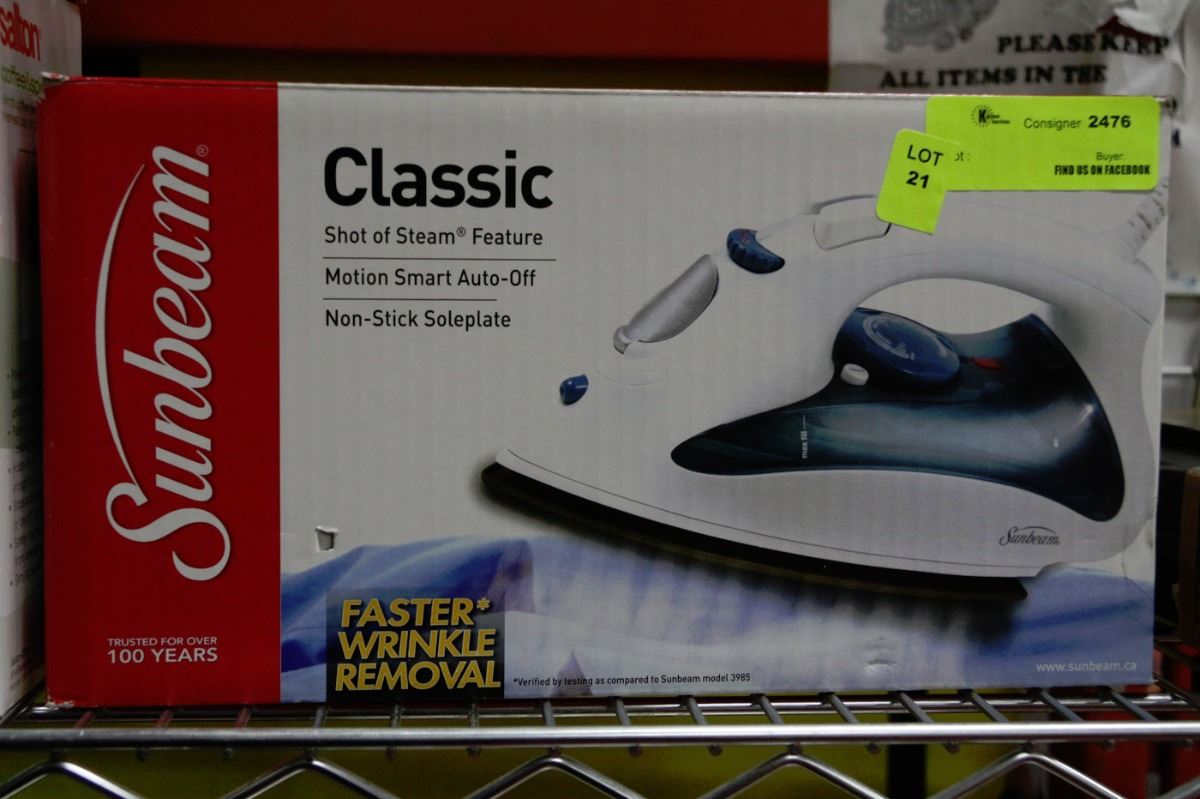 salton
PLEASE KEEP
ALL ITEMS IN THE
Sunbeam®
TRUSTED FOR OVER
100 YEARS
Classic
Shot of Steam® Feature
Motion Smart Auto-Off
Non-Stick Soleplate
Consigner 2476
LOT
21
ot:
Buyer:
FIND US ON FACEBOOK
max fill
Sunbeam
FASTER*
WRINKLE
REMOVAL
*Verified by testing as compared to Sunbeam model 3985
www.sunbeam.ca